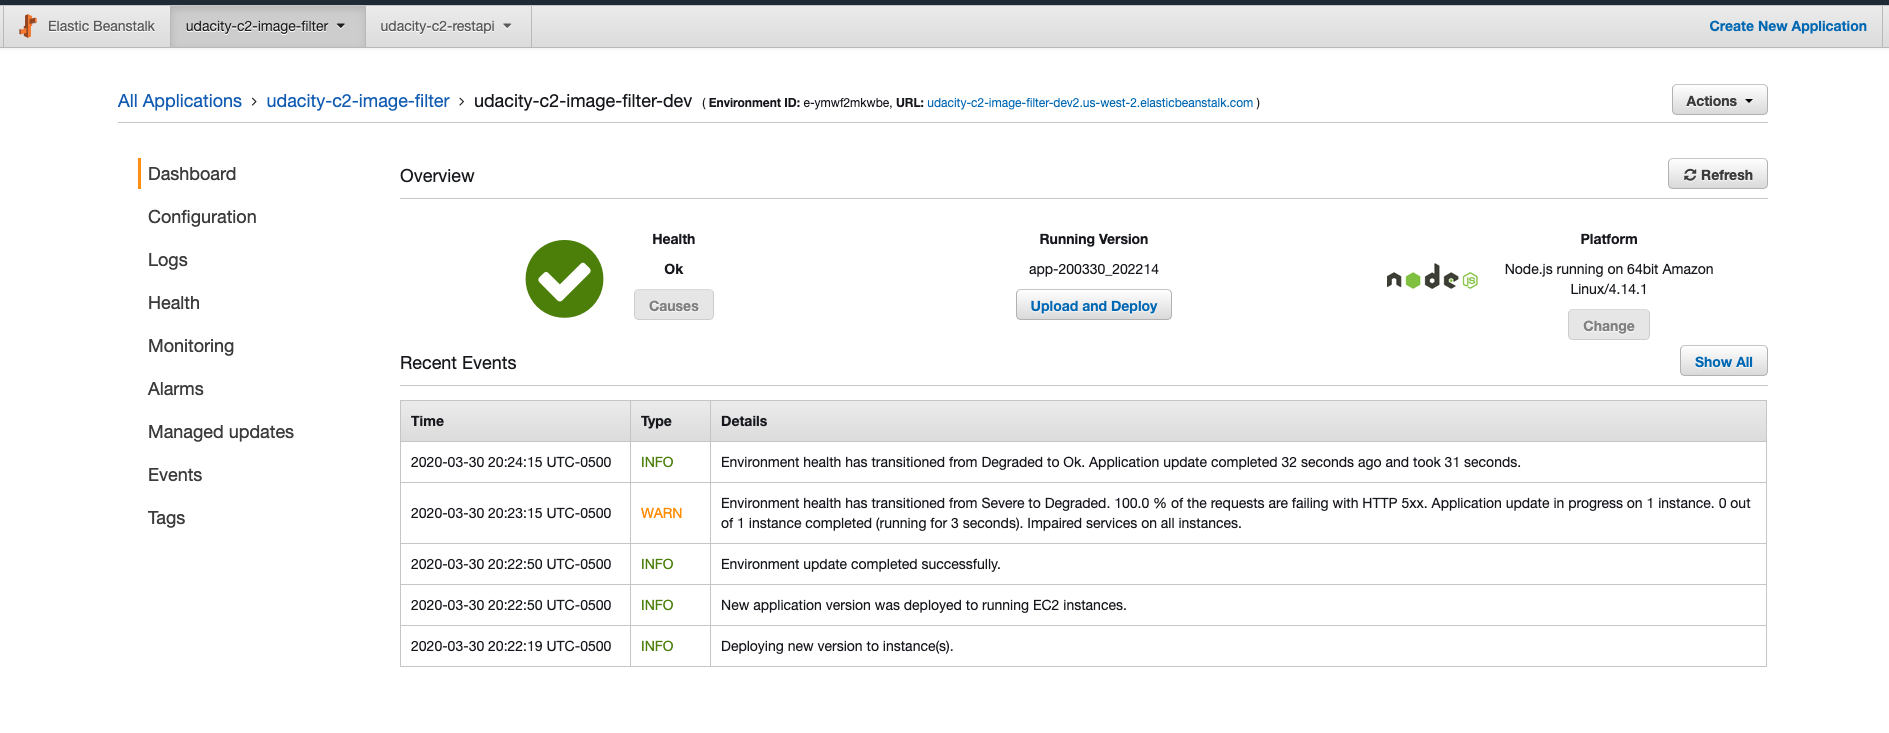 Elastic Beanstalk udacity-c2-image-filter udacity-c2-restapi Create New Application
All Applications > udacity-c2-image-filter > udacity-c2-image-filter-dev ( Environment ID: e-ymwf2mkwbe, URL: udacity-c2-image-filter-dev2.us-west-2.elasticbeanstalk.com ) Actions
Dashboard
Configuration
Logs
Health
Monitoring
Alarms
Managed updates
Events
Tags
Overview Refresh
Health
Ok
Causes
Running Version
app-200330_202214
Upload and Deploy
node JS
Platform
Node.js running on 64bit Amazon
Linux/4.14.1
Change
Recent Events Show All
Time Type Details
2020-03-30 20:24:15 UTC-0500 INFO Environment health has transitioned from Degraded to Ok. Application update completed 32 seconds ago and took 31 seconds.
2020-03-30 20:23:15 UTC-0500 WARN Environment health has transitioned from Severe to Degraded. 100.0 % of the requests are failing with HTTP 5xx. Application update in progress on 1 instance. 0 out
of 1 instance completed (running for 3 seconds). Impaired services on all instances.
2020-03-30 20:22:50 UTC-0500 INFO Environment update completed successfully.
2020-03-30 20:22:50 UTC-0500 INFO New application version was deployed to running EC2 instances.
2020-03-30 20:22:19 UTC-0500 INFO Deploying new version to instance(s).